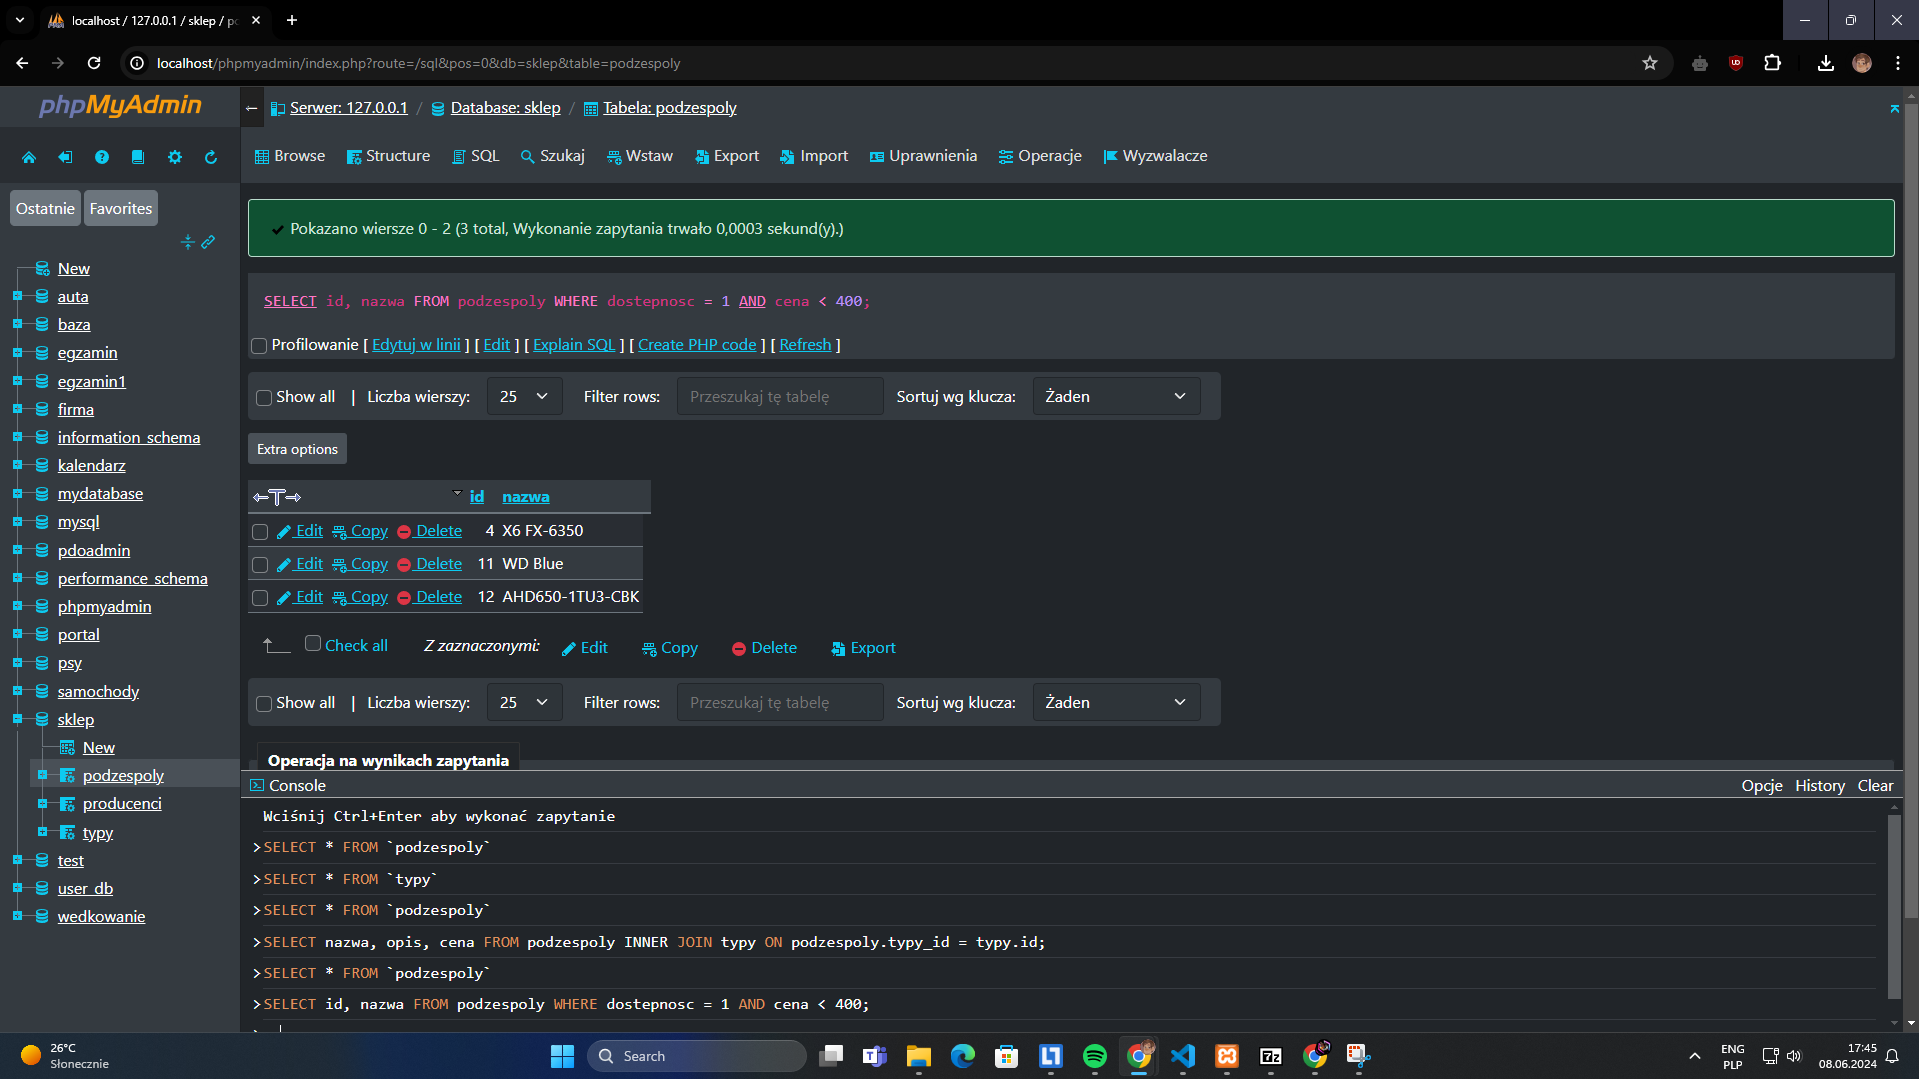 localhost / 127.0.0.1 / sklep / po
localhost/phpmyadmin/index.php?route=/sql&pos=0&db=sklep&table=podzespoly
phpMyAdmin
Serwer: 127.0.0.1 / Database: sklep / Tabela: podzespoly
Browse Structure SQL Szukaj Wstaw Export Import Uprawnienia Operacje Wyzwalacze
Ostatnie Favorites
New
auta
baza
egzamin
egzamin1
firma
information_schema
kalendarz
mydatabase
mysql
pdoadmin
performance_schema
phpmyadmin
portal
psy
samochody
sklep
New
podzespoly
producenci
typy
test
user_db
wedkowanie
Pokazano wiersze 0 - 2 (3 total, Wykonanie zapytania trwało 0,0003 sekund(y).)
SELECT id, nazwa FROM podzespoly WHERE dostepnosc = 1 AND cena < 400;
Profilowanie [ Edytuj w linii ] [ Edit ] [ Explain SQL ] [ Create PHP code ] [ Refresh ]
Show all | Liczba wierszy: 25 Filter rows: Przeszukaj tę tabelę Sortuj wg klucza: Żaden
Extra options
←T→ id nazwa
Edit Copy Delete 4 X6 FX-6350
Edit Copy Delete 11 WD Blue
Edit Copy Delete 12 AHD650-1TU3-CBK
Check all Z zaznaczonymi: Edit Copy Delete Export
Show all | Liczba wierszy: 25 Filter rows: Przeszukaj tę tabelę Sortuj wg klucza: Żaden
Operacja na wynikach zapytania
Console Opcje History Clear
Wciśnij Ctrl+Enter aby wykonać zapytanie
>SELECT * FROM `podzespoly`
>SELECT * FROM `typy`
>SELECT * FROM `podzespoly`
>SELECT nazwa, opis, cena FROM podzespoly INNER JOIN typy ON podzespoly.typy_id = typy.id;
>SELECT * FROM `podzespoly`
>SELECT id, nazwa FROM podzespoly WHERE dostepnosc = 1 AND cena < 400;
26°C
Słonecznie
Search
ENG
PLP
17:45
08.06.2024